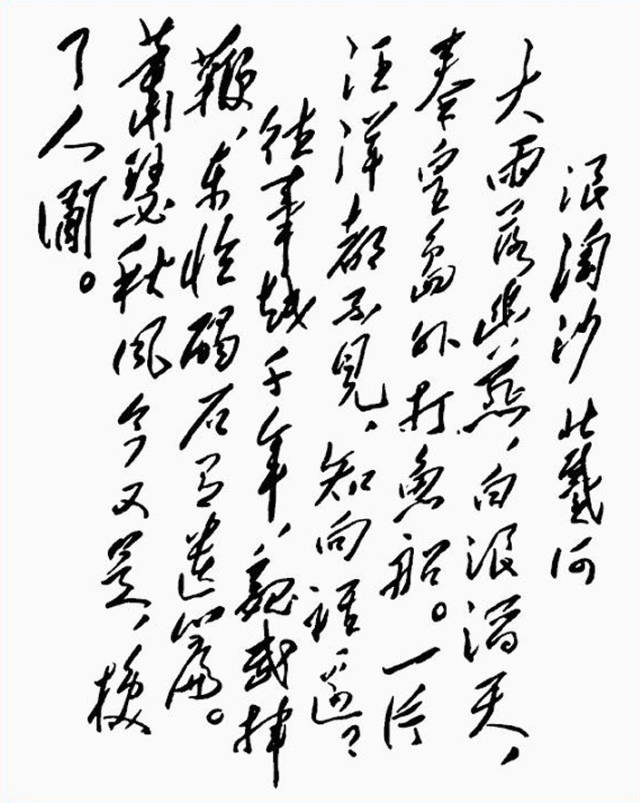 浪淘沙 北戴河
大雨落幽燕,白浪滔天,
秦皇岛外打鱼船。一片
汪洋都不见,知向谁边?
往事越千年,魏武挥
鞭,东临碣石有遗篇。
萧瑟秋风今又是,换
了人间。